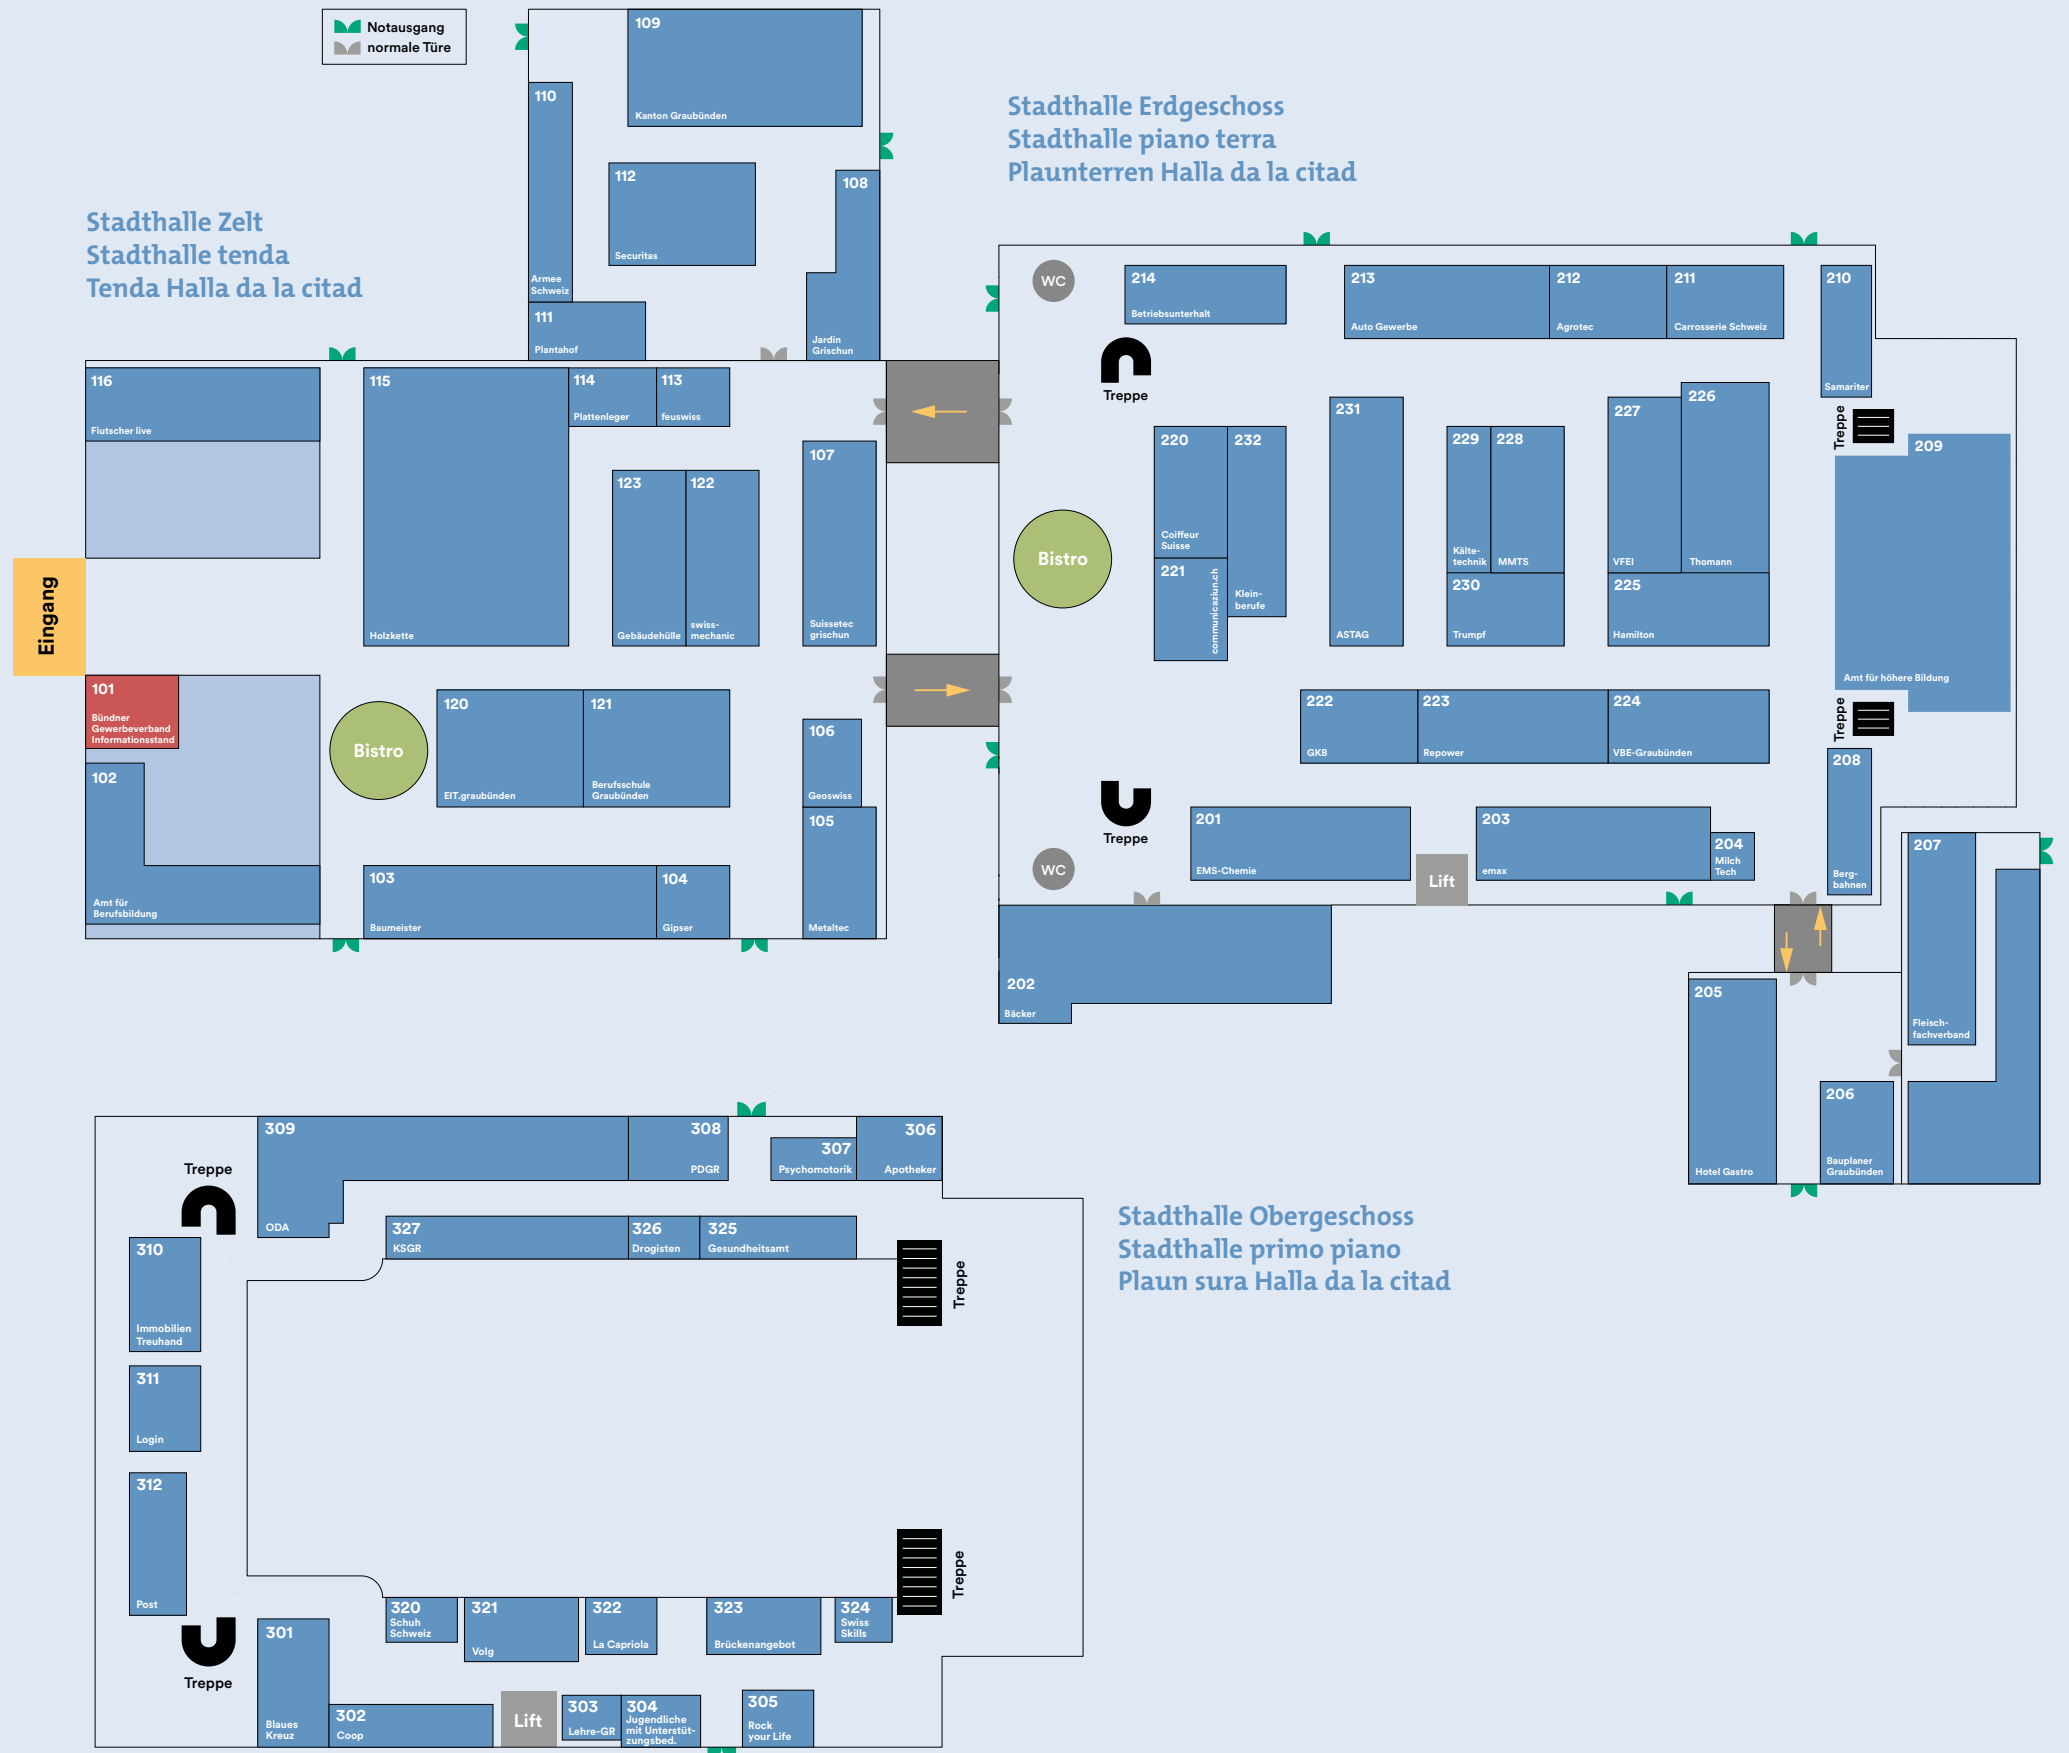 Notausgang
normale Türe
109
Kanton Graubünden
110
Armee
Schweiz
112
Securitas
108
Jardin
Grischun
111
Plantahof
Stadthalle Zelt
Stadthalle tenda
Tenda Halla da la citad
116
Fiutscher live
115
Holzkette
114
Plattenleger
113
feuswiss
123
Gebäudehülle
122
swiss-
mechanic
107
Suissetec
grischun
Eingang
101
Bündner
Gewerbeverband
Informationsstand
102
Amt für
Berufsbildung
Bistro
120
EIT.graubünden
121
Berufsschule
Graubünden
106
Geoswiss
105
Metaltec
103
Baumeister
104
Gipser
Stadthalle Erdgeschoss
Stadthalle piano terra
Plaunterren Halla da la citad
WC
214
Betriebsunterhalt
213
Auto Gewerbe
212
Agrotec
211
Carrosserie Schweiz
210
Samariter
Treppe
Treppe
209
Amt für höhere Bildung
Bistro
220
Coiffeur
Suisse
232
Klein-
berufe
221
communicaziun.ch
231
ASTAG
229
Kälte-
technik
228
MMTS
230
Trumpf
227
VFEI
226
Thomann
225
Hamilton
222
GKB
223
Repower
224
VBE-Graubünden
Treppe
208
Berg-
bahnen
Treppe
WC
201
EMS-Chemie
Lift
203
emax
204
Milch
Tech
202
Bäcker
207
Fleisch-
fachverband
205
Hotel Gastro
206
Bauplaner
Graubünden
Stadthalle Obergeschoss
Stadthalle primo piano
Plaun sura Halla da la citad
309
ODA
308
PDGR
307
Psychomotorik
306
Apotheker
Treppe
327
KSGR
326
Drogisten
325
Gesundheitsamt
Treppe
310
Immobilien
Treuhand
311
Login
312
Post
Treppe
Treppe
320
Schuh
Schweiz
321
Volg
322
La Capriola
323
Brückenangebot
324
Swiss
Skills
301
Blaues
Kreuz
302
Coop
Lift
303
Lehre-GR
304
Jugendliche
mit Unterstüt-
zungsbed.
305
Rock
your Life